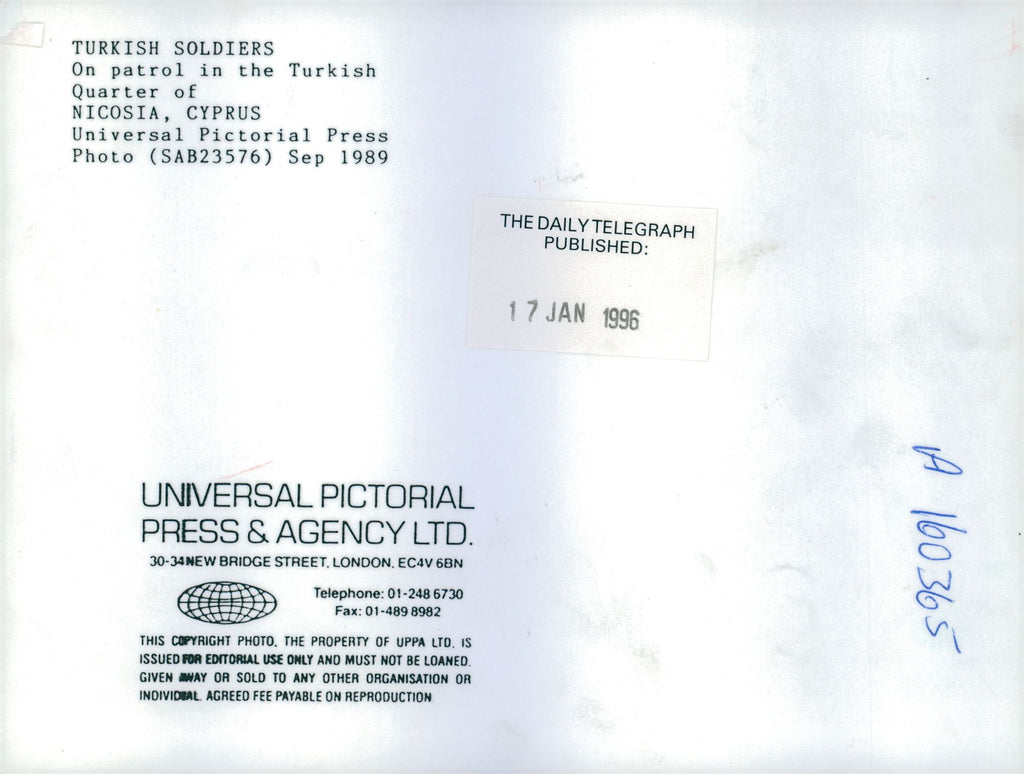 TURKISH SOLDIERS
On patrol in the Turkish
Quarter of
NICOSIA, CYPRUS
Universal Pictorial Press
Photo (SAB23576) Sep 1989
THE DAILY TELEGRAPH
PUBLISHED:
17 JAN 1996
UNIVERSAL PICTORIAL
PRESS & AGENCY LTD.
30-34 NEW BRIDGE STREET, LONDON, EC4V 6BN
Telephone: 01-248 6730
Fax: 01-489 8982
THIS COPYRIGHT PHOTO, THE PROPERTY OF UPPA LTD. IS
ISSUED FOR EDITORIAL USE ONLY AND MUST NOT BE LOANED.
GIVEN AWAY OR SOLD TO ANY OTHER ORGANISATION OR
INDIVIDUAL. AGREED FEE PAYABLE ON REPRODUCTION
A 160365